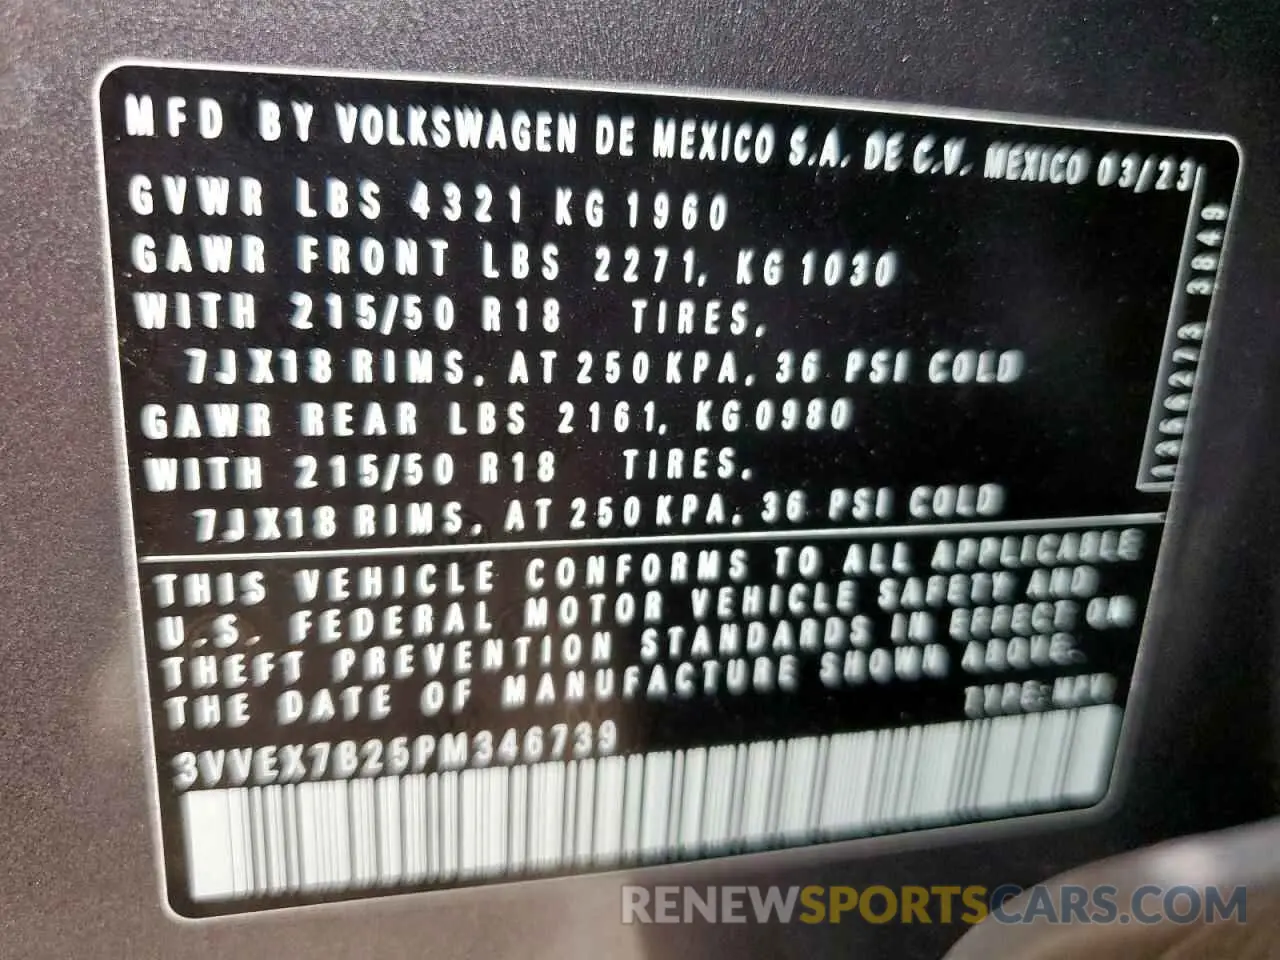 MFD BY VOLKSWAGEN DE MEXICO S.A. DE C.V. MEXICO 03/23
GVWR LBS 4321 KG 1960
GAWR FRONT LBS 2271, KG 1030
WITH 215/50 R18 TIRES,
7JX18 RIMS, AT 250 KPA, 36 PSI COLD
GAWR REAR LBS 2161, KG 0980
WITH 215/50 R18 TIRES,
7JX18 RIMS, AT 250 KPA, 36 PSI COLD
1366273 3849
THIS VEHICLE CONFORMS TO ALL APPLICABLE
U.S. FEDERAL MOTOR VEHICLE SAFETY AND
THEFT PREVENTION STANDARDS IN EFFECT ON
THE DATE OF MANUFACTURE SHOWN ABOVE.
TYPE: MPV
3VVEX7B25PM346739
RENEWSPORTSCARS.COM